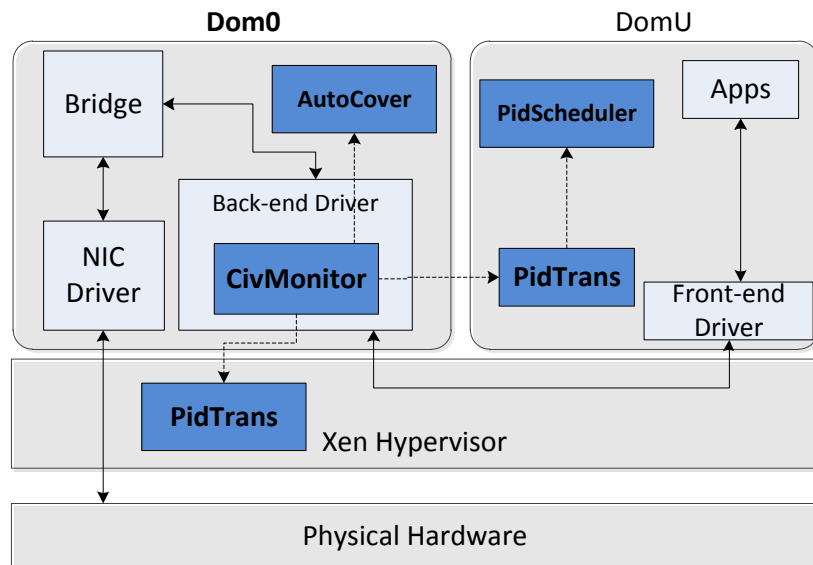 Dom0
DomU
Bridge
AutoCover
PidScheduler
Apps
Back-end Driver
NIC
Driver
CivMonitor
PidTrans
Front-end
Driver
PidTrans
Xen Hypervisor
Physical Hardware